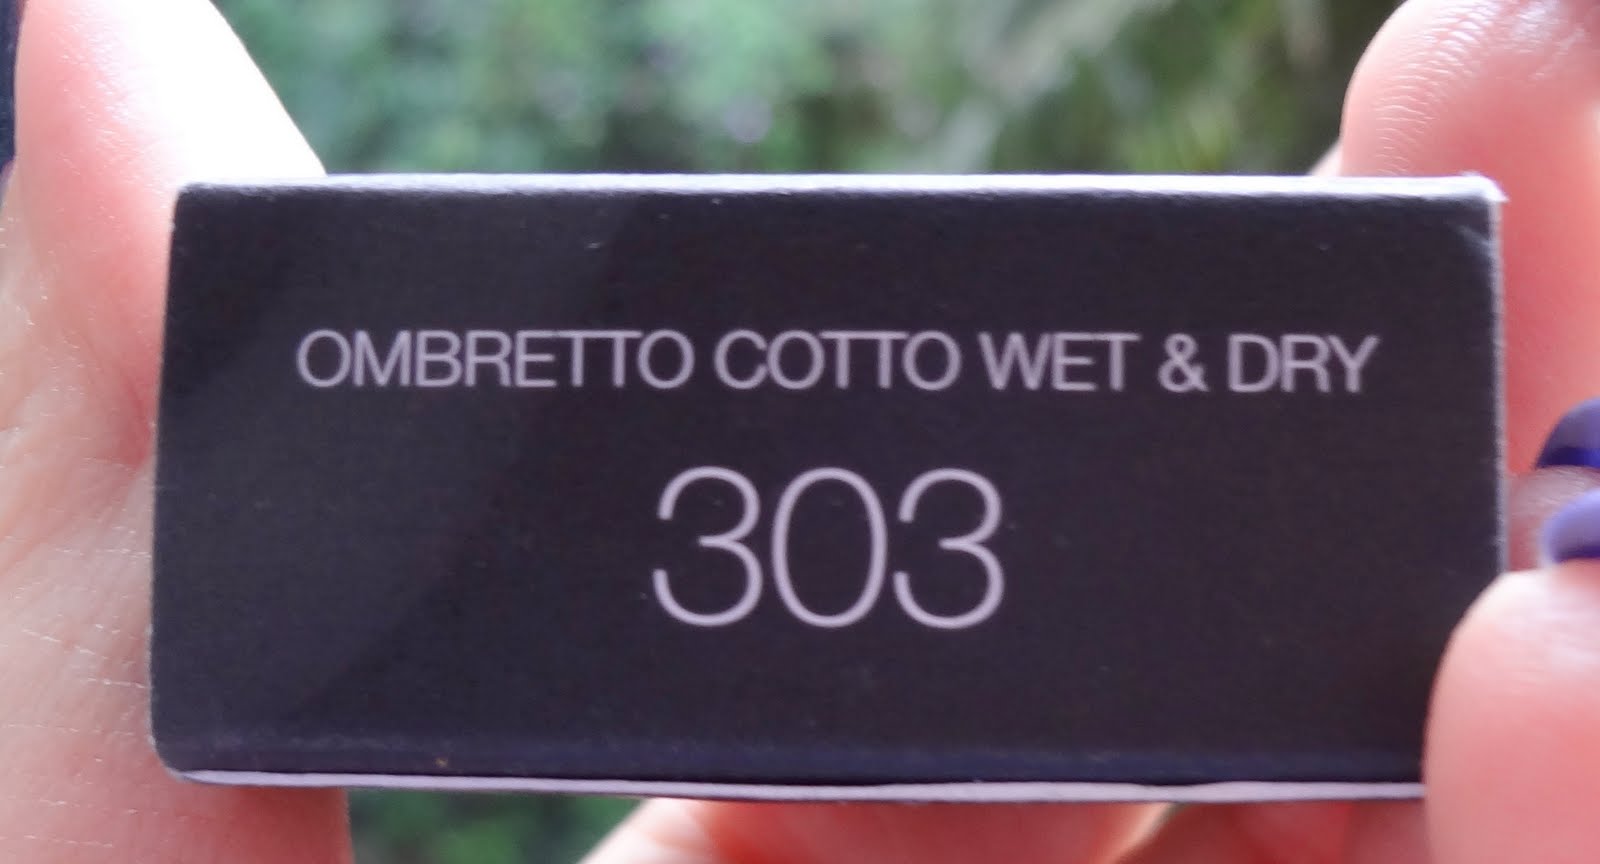 OMBRETTO COTTO WET & DRY
303